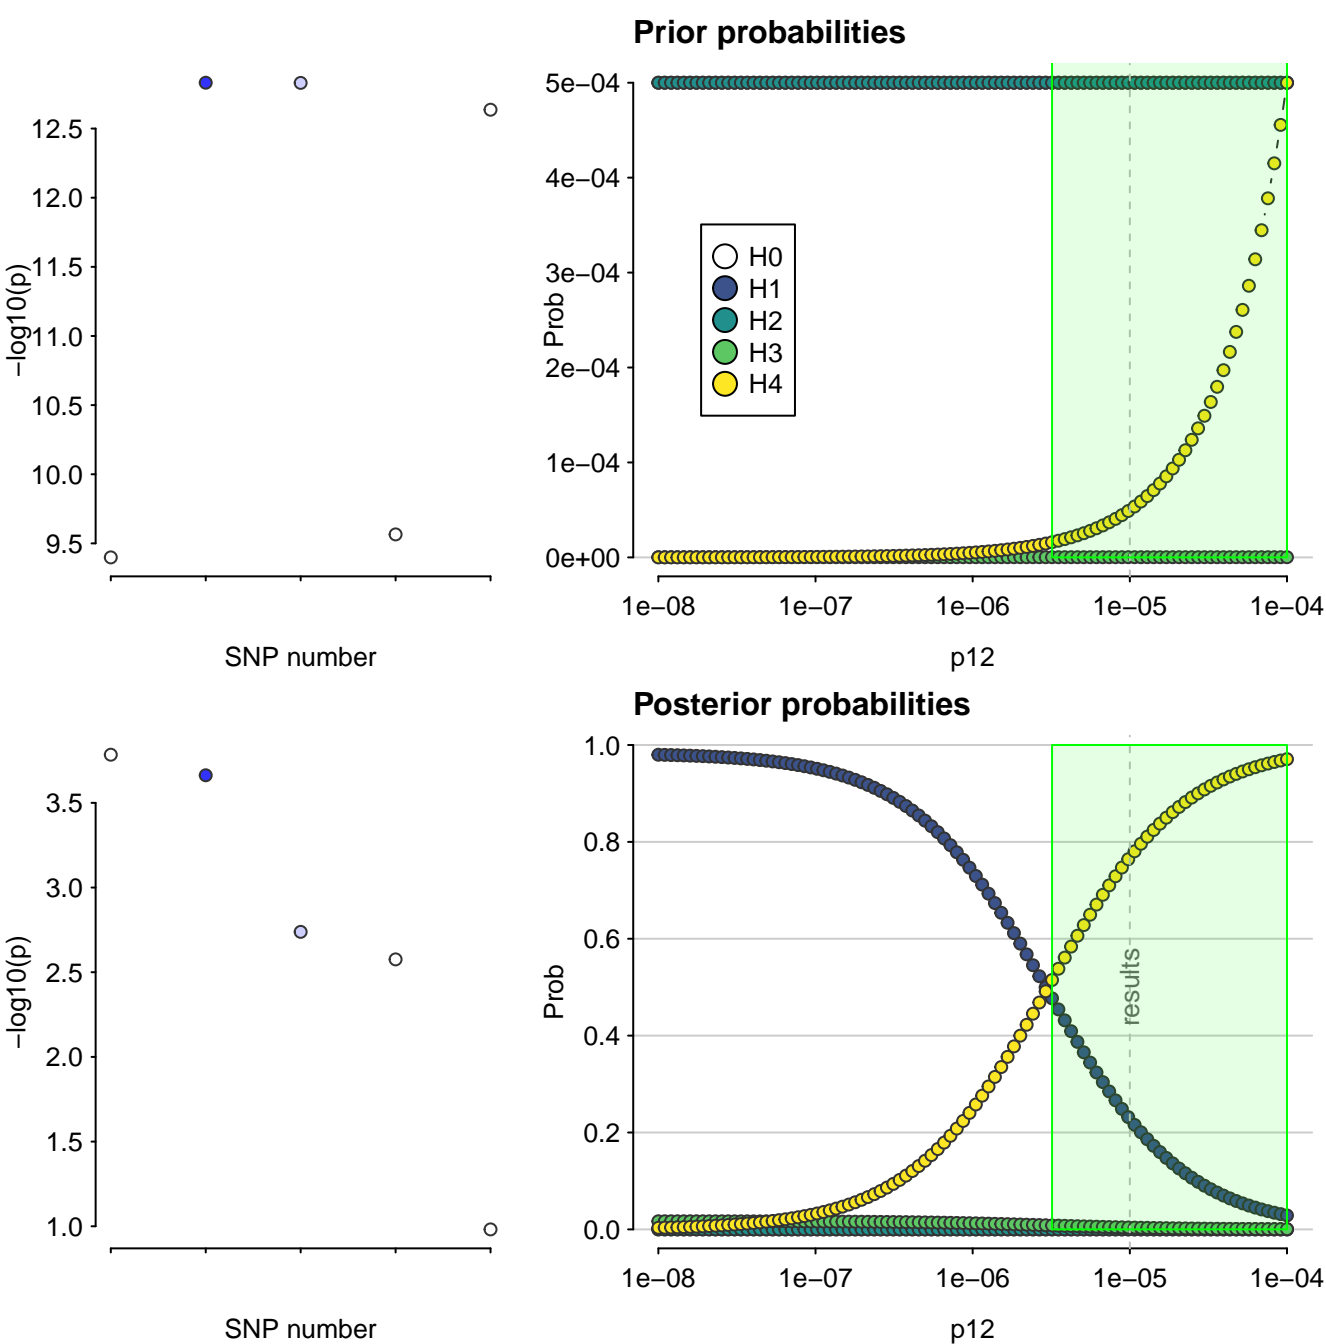 Prior probabilities
−log10(p)
12.5
12.0
11.5
11.0
10.5
10.0
9.5
SNP number
Prob
5e−04
4e−04
3e−04
2e−04
1e−04
0e+00
H0
H1
H2
H3
H4
1e−08 1e−07 1e−06 1e−05 1e−04
p12
Posterior probabilities
−log10(p)
3.5
3.0
2.5
2.0
1.5
1.0
SNP number
Prob
1.0
0.8
0.6
0.4
0.2
0.0
results
1e−08 1e−07 1e−06 1e−05 1e−04
p12